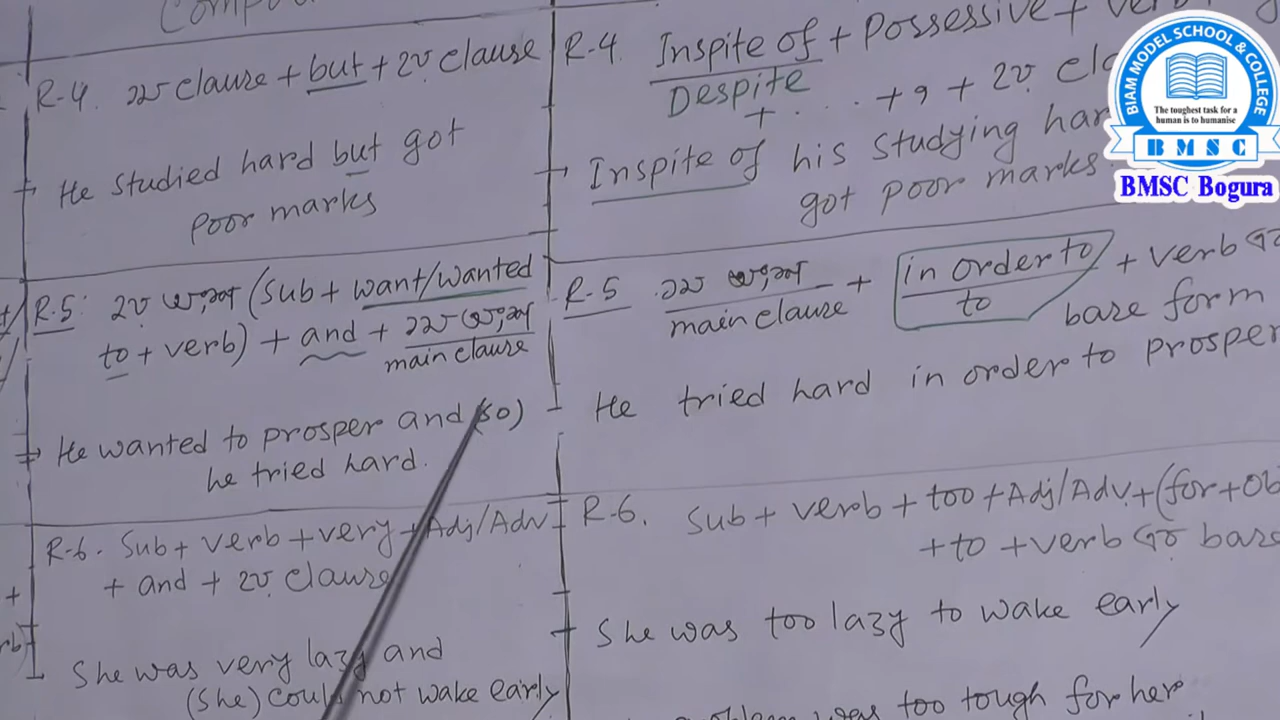 R-4. ১ম clause + but + ২য় clause
→ He studied hard but got
poor marks
R-4. Inspite of + Possessive + verb
Despite
+ .... + , + ২য়
→ Inspite of his studying
got poor marks.
R-5: ২য় অংশ (sub + want/wanted
to + verb) + and + ১ম অংশ
main clause
→ He wanted to prosper and (so)
he tried hard.
R-5 ১ম অংশ + in order to + verb এর
main clause to base form
He tried hard in order to prosper
R-6. Sub + verb + very + Adj/Adv
+ and + ২য় clause
She was very lazy and
(She) could not wake early
R-6. Sub + verb + too + Adj/Adv + (for +
+ to + verb এর base
She was too lazy to wake early
was too tough for her
BIAM MODEL SCHOOL & COLLEGE
The toughest task for a
human is to humanise
BMSC
BMSC Bogura